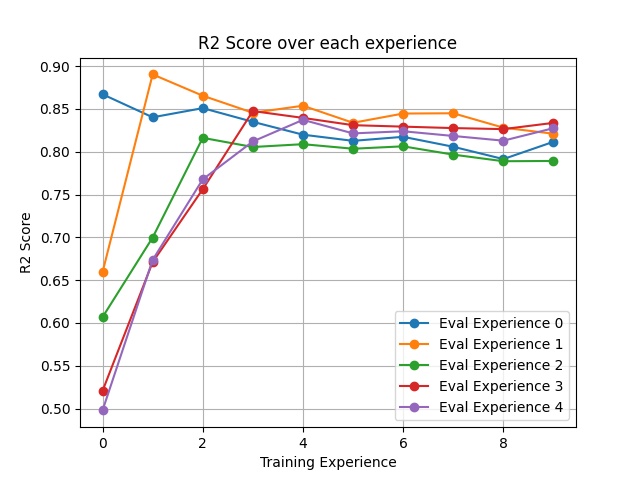 R2 Score over each experience
0.90
0.85
0.80
0.75
0.70
0.65
0.60
0.55
0.50
R2 Score
Eval Experience 0
Eval Experience 1
Eval Experience 2
Eval Experience 3
Eval Experience 4
0 2 4 6 8
Training Experience